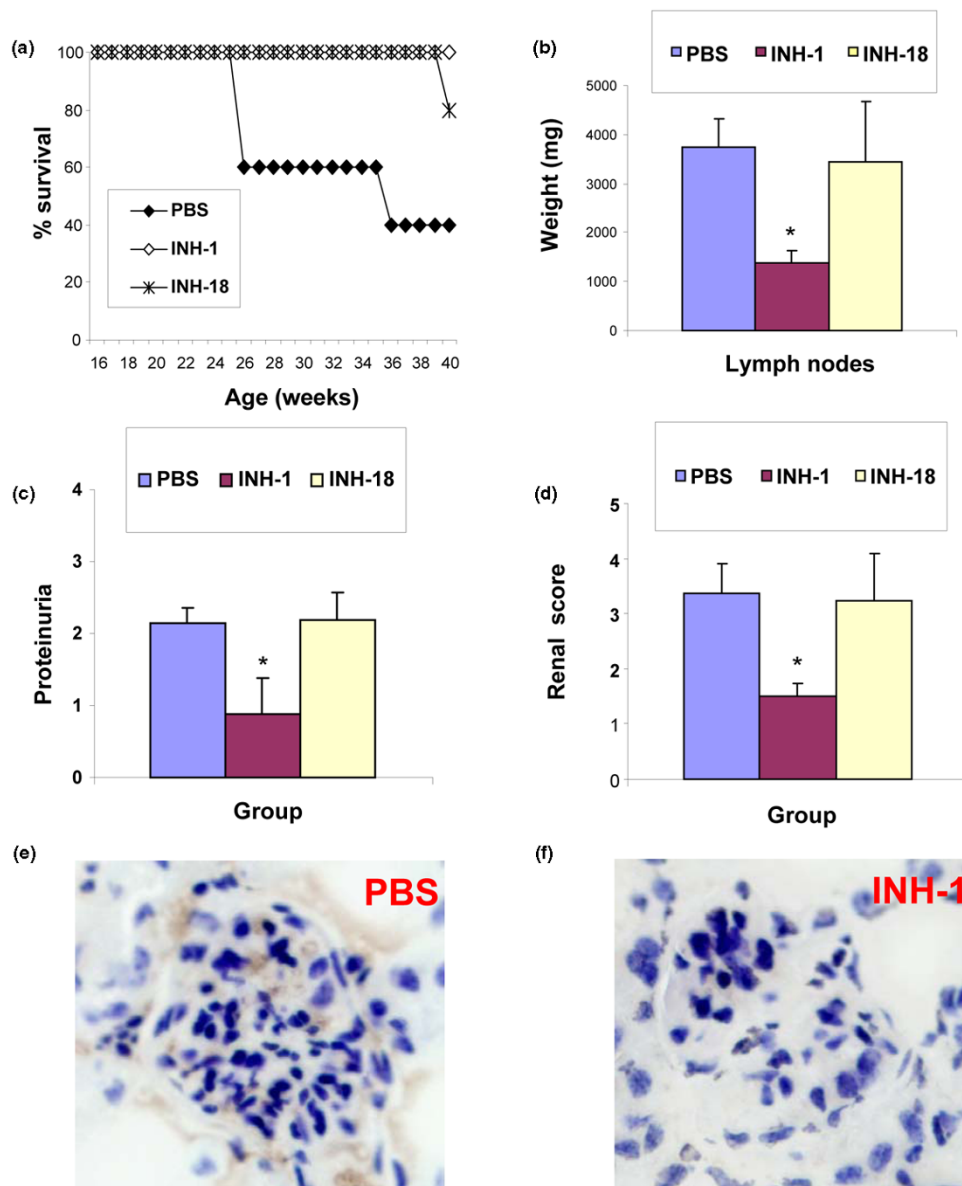 (a)
100
80
60
40
20
0
% survival
PBS
INH-1
INH-18
16 18 20 22 24 26 28 30 32 34 36 38 40
Age (weeks)
(b)
PBS INH-1 INH-18
5000
4000
3000
2000
1000
0
Weight (mg)
*
Lymph nodes
(c)
PBS INH-1 INH-18
4
3
2
1
0
Proteinuria
*
Group
(d)
PBS INH-1 INH-18
5
4
3
2
1
0
Renal score
*
Group
(e)
PBS
(f)
INH-1